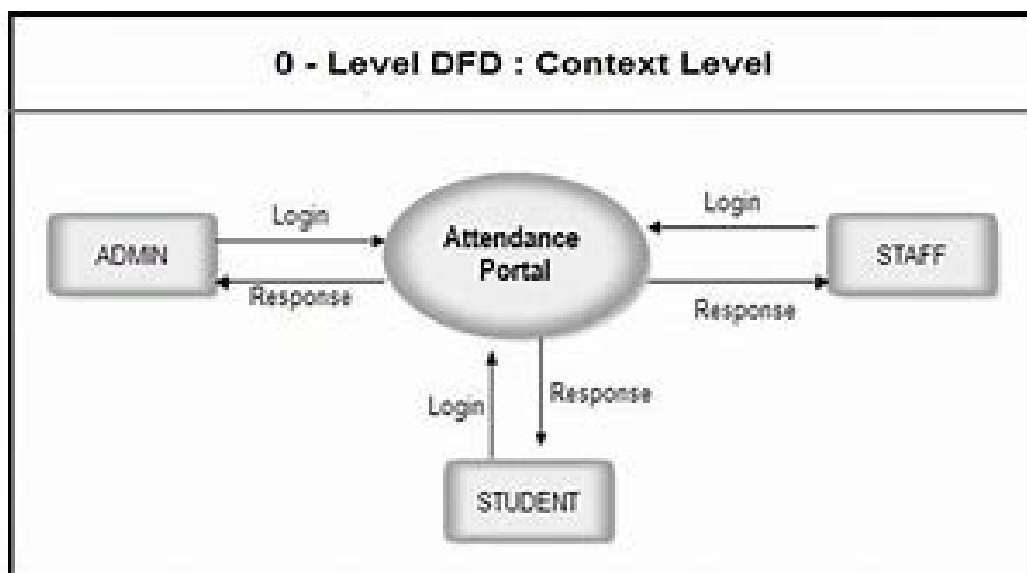 0 - Level DFD : Context Level
Login
Login
ADMIN
Attendance
Portal
STAFF
Response
Response
Login
Response
STUDENT